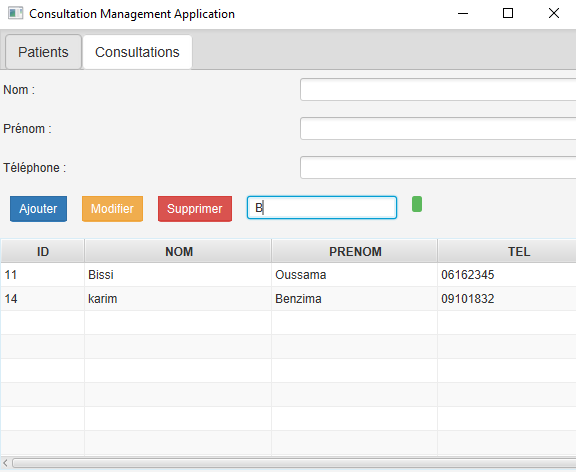 Consultation Management Application
Patients Consultations
Nom :
Prénom :
Téléphone :
Ajouter Modifier Supprimer B
ID NOM PRENOM TEL
11 Bissi Oussama 06162345
14 karim Benzima 09101832